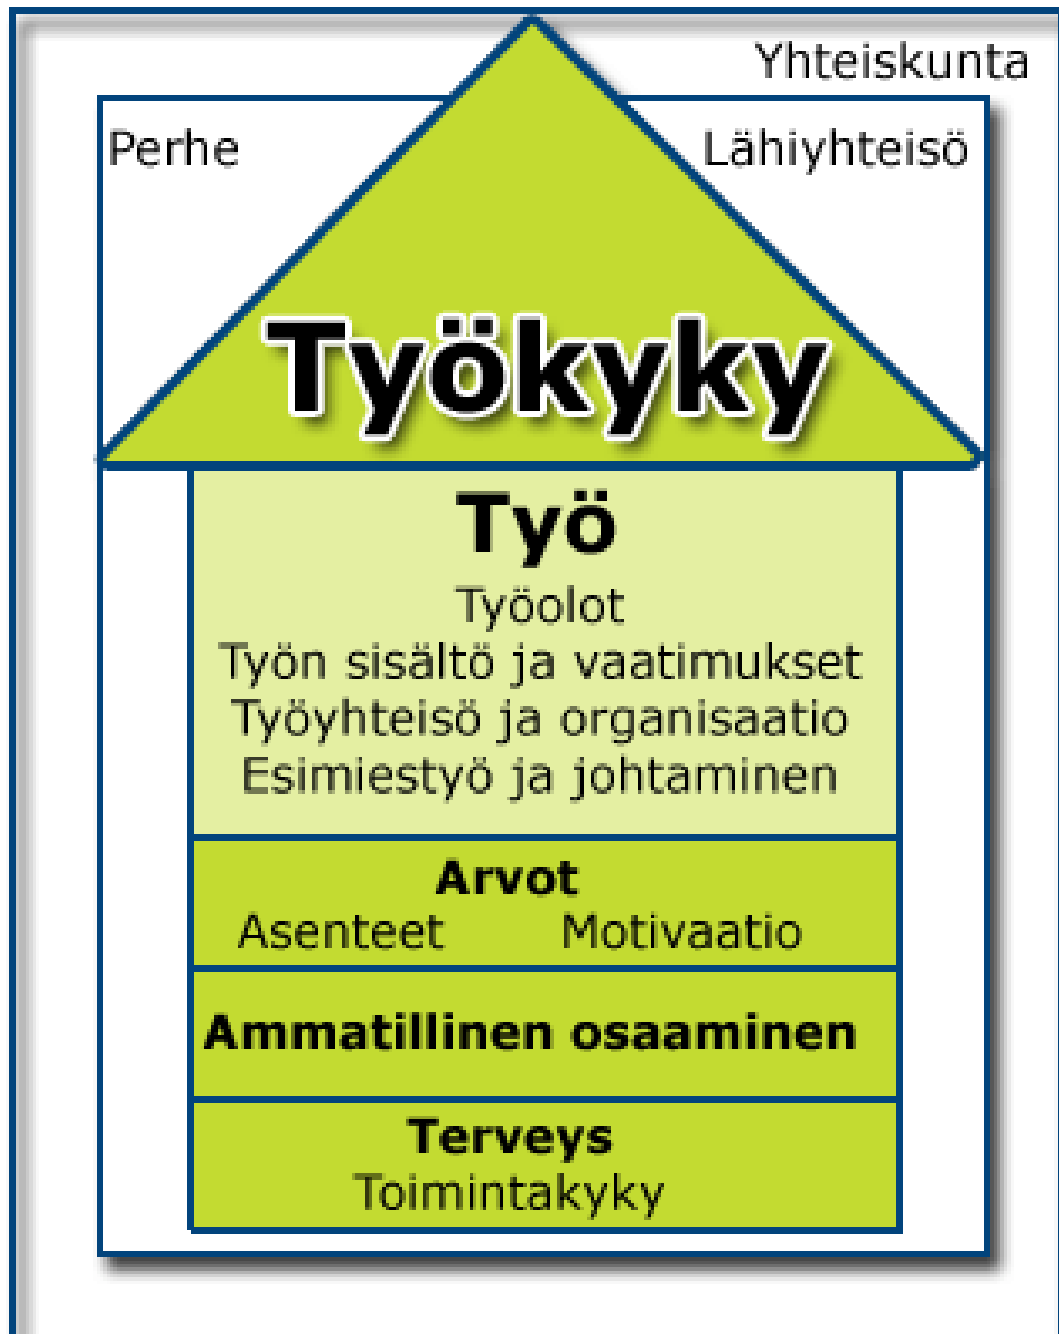 Yhteiskunta
Perhe
Lähiyhteisö
Työkyky
Työ
Työolot
Työn sisältö ja vaatimukset
Työyhteisö ja organisaatio
Esimiestyö ja johtaminen
Arvot
Asenteet Motivaatio
Ammatillinen osaaminen
Terveys
Toimintakyky